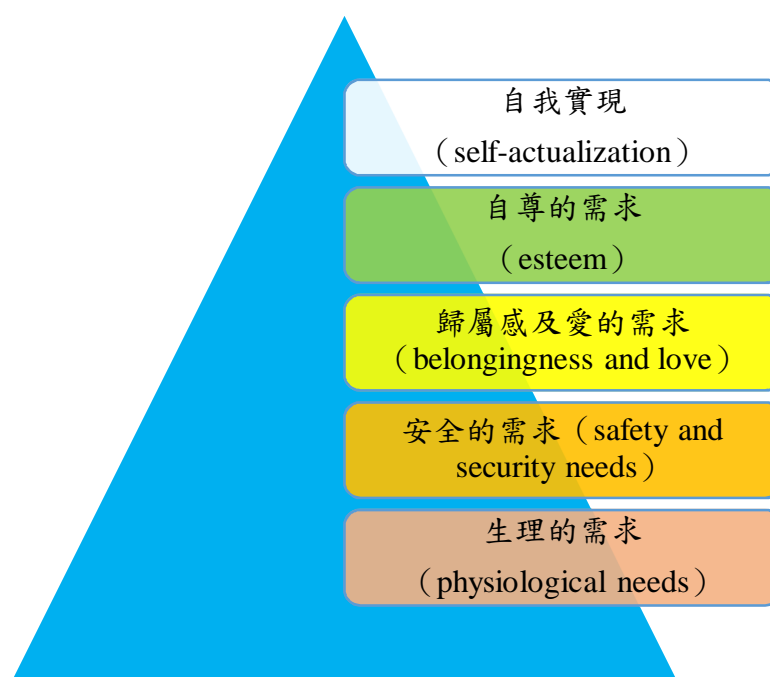 自我實現
（self-actualization）
自尊的需求
（esteem）
歸屬感及愛的需求
（belongingness and love）
安全的需求（safety and
security needs）
生理的需求
（physiological needs）